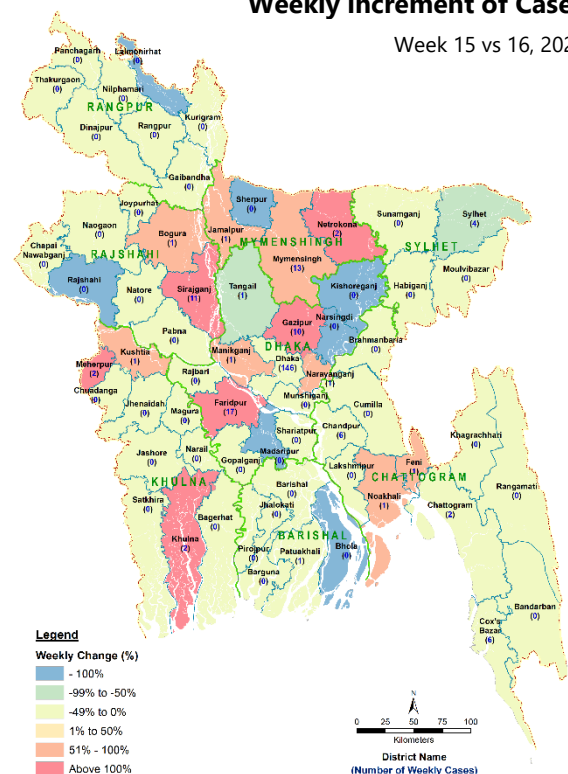 Weekly Increment of Case
Week 15 vs 16, 202
Panchagarh
(0)
Lalmonirhat
(0)
Thakurgaon
(0)
Nilphamari
(0)
RANGPUR
Dinajpur
(0)
Rangpur
(0)
Kurigram
(0)
Gaibandha
(0)
Joypurhat
(0)
Sherpur
(0)
Netrokona
(2)
Sunamganj
(0)
Sylhet
(4)
Naogaon
(0)
Bogura
(1)
Jamalpur
(1)
MYMENSINGH
SYLHET
Chapai
Nawabganj
(0)
RAJSHAHI
Mymensingh
(13)
Moulvibazar
(0)
Rajshahi
(0)
Natore
(0)
Sirajganj
(11)
Tangail
(1)
Kishoreganj
(0)
Habiganj
(0)
Pabna
(0)
Gazipur
(10)
Narsingdi
(0)
Brahmanbaria
(0)
DHAKA
Kushtia
(1)
Manikganj
(1)
Dhaka
(146)
Meherpur
(2)
Rajbari
(0)
Narayanganj
(1)
Chuadanga
(0)
Munshiganj
(0)
Jhenaidah
(0)
Magura
(0)
Faridpur
(17)
Cumilla
(0)
Shariatpur
(0)
Chandpur
(6)
Khagrachhari
(0)
Jashore
(0)
Narail
(0)
Gopalganj
(0)
Madaripur
(0)
Lakshmipur
(0)
Feni
(1)
CHATTOGRAM
Rangamati
(0)
KHULNA
Barishal
(0)
Noakhali
(1)
Chattogram
(2)
Satkhira
(0)
Bagerhat
(0)
Jhalokati
(0)
BARISHAL
Khulna
(2)
Pirojpur
(0)
Patuakhali
(1)
Bhola
(0)
Barguna
(0)
Bandarban
(0)
Cox's
Bazar
(6)
Legend
Weekly Change (%)
- 100%
-99% to -50%
-49% to 0%
1% to 50%
51% - 100%
Above 100%
N
0 25 50 75 100
Kilometers
District Name
(Number of Weekly Cases)